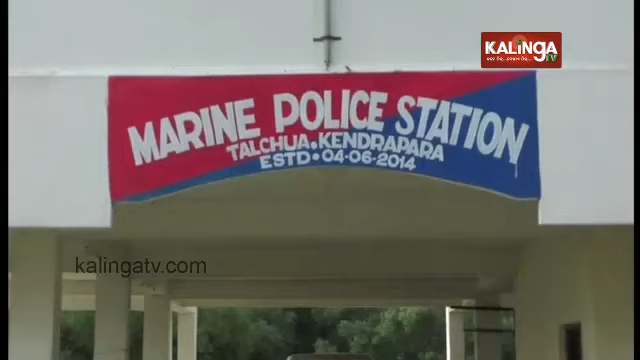 KALINGA
TV
MARINE POLICE STATION
TALCHUA.KENDRAPARA
ESTD•04-06-2014
kalingatv.com